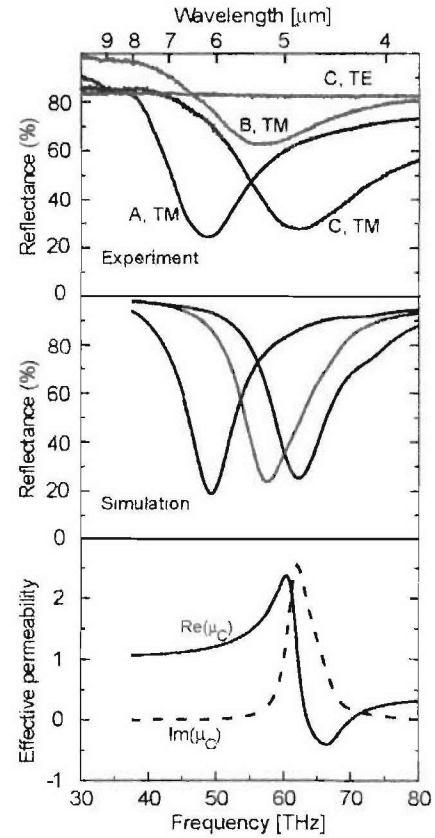 Wavelength [µm]
9 8 7 6 5 4
Reflectance (%)
80
60
40
20
0
C, TE
B, TM
A, TM
C, TM
Experiment
Reflectance (%)
80
60
40
20
0
Simulation
Effective permeability
2
1
0
-1
Re(µC)
Im(µC)
30 40 50 60 70 80
Frequency [THz]